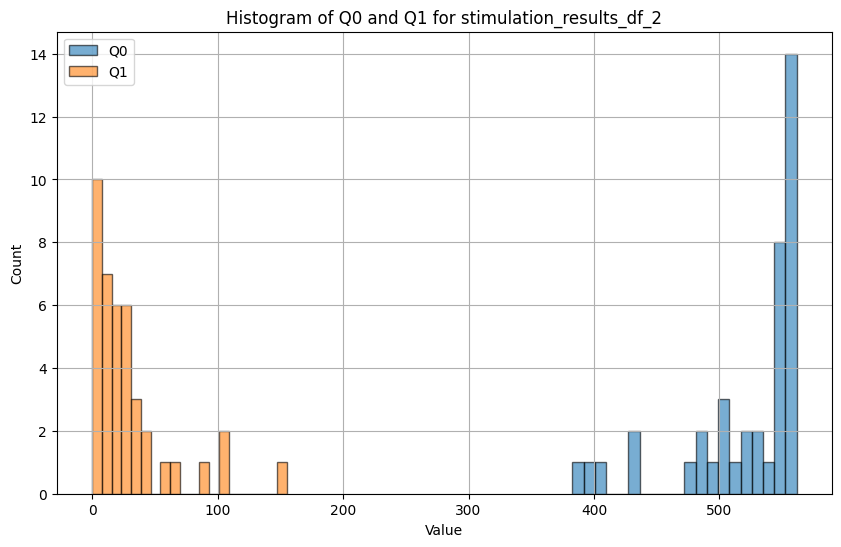 Histogram of Q0 and Q1 for stimulation_results_df_2
Q0
Q1
14
12
10
8
6
4
2
0
Count
0 100 200 300 400 500
Value